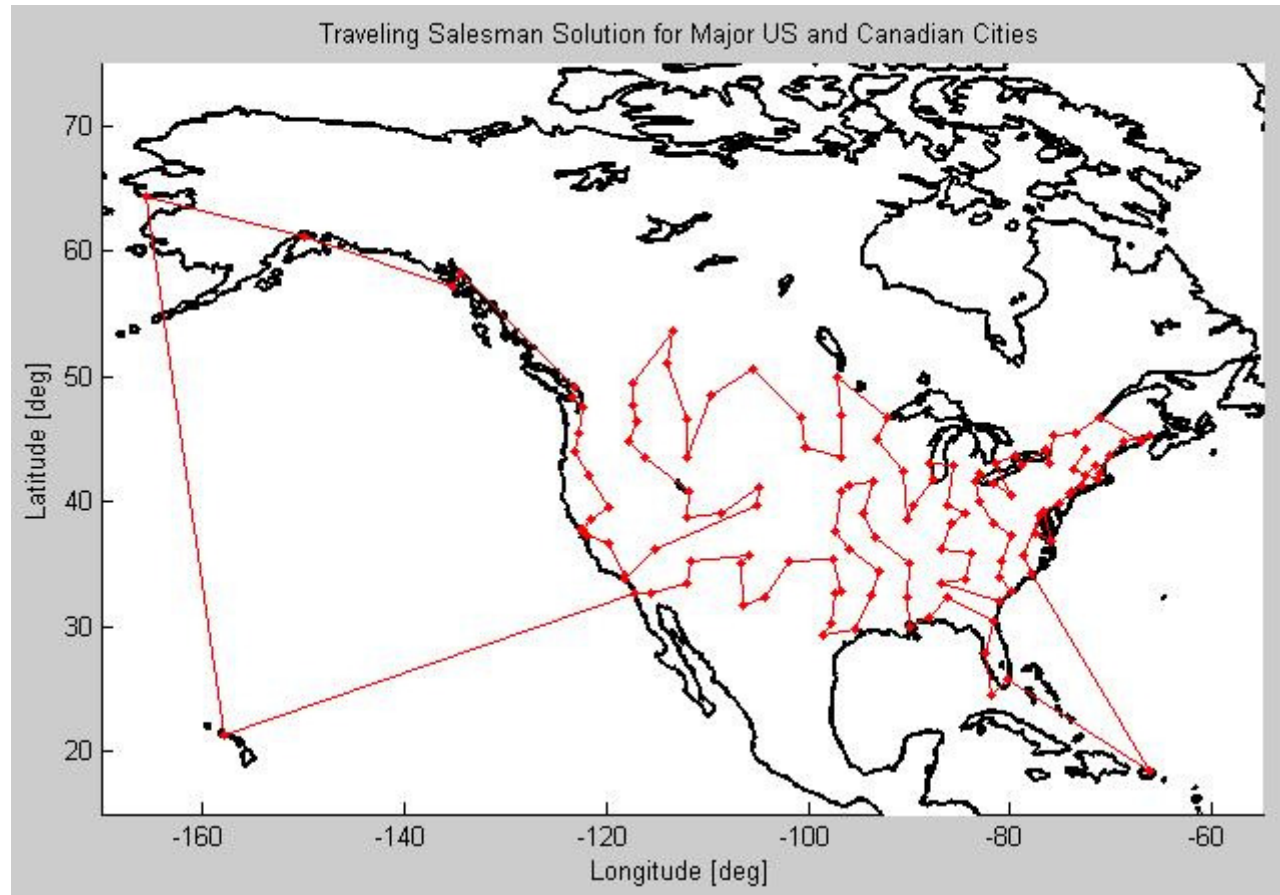 Traveling Salesman Solution for Major US and Canadian Cities
70
60
50
40
30
20
Latitude [deg]
-160 -140 -120 -100 -80 -60
Longitude [deg]